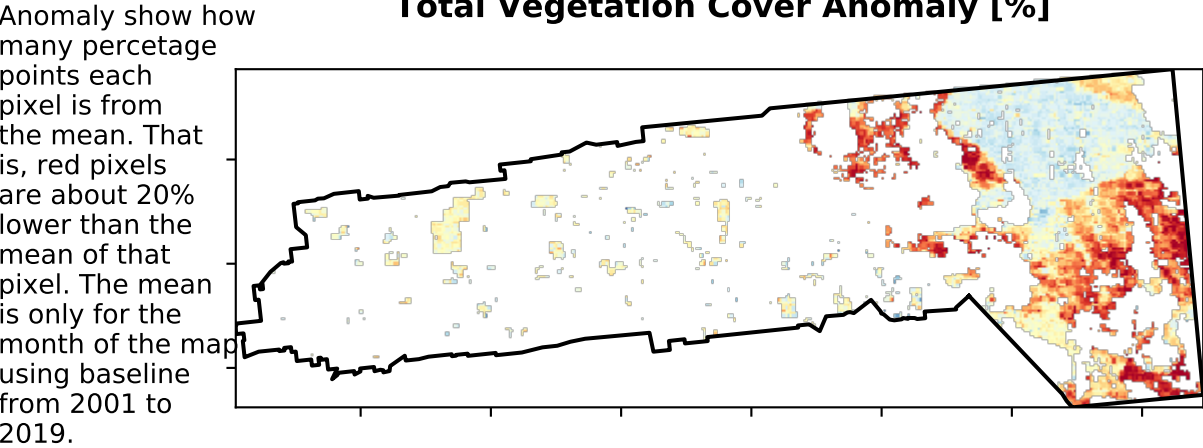 Total Vegetation Cover Anomaly [%]
Anomaly show how
many percetage
points each
pixel is from
the mean. That
is, red pixels
are about 20%
lower than the
mean of that
pixel. The mean
is only for the
month of the map
using baseline
from 2001 to
2019.